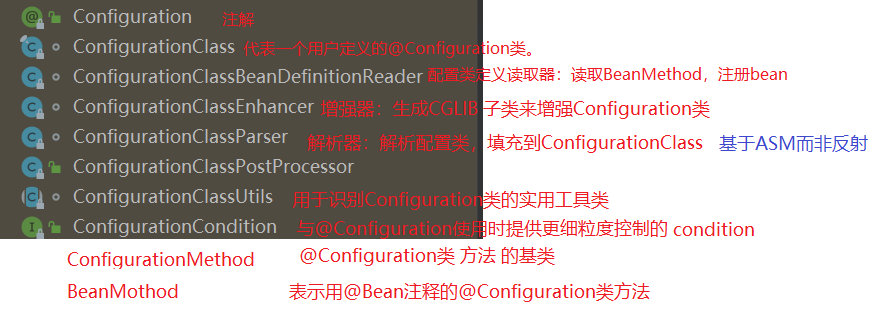 Configuration 注解
ConfigurationClass 代表一个用户定义的@Configuration类。
ConfigurationClassBeanDefinitionReader 配置类定义读取器：读取BeanMethod，注册bean
ConfigurationClassEnhancer 增强器：生成CGLIB 子类来增强Configuration类
ConfigurationClassParser 解析器：解析配置类，填充到ConfigurationClass 基于ASM而非反射
ConfigurationClassPostProcessor
ConfigurationClassUtils 用于识别Configuration类的实用工具类
ConfigurationCondition 与@Configuration使用时提供更细粒度控制的 condition
ConfigurationMethod @Configuration类 方法 的基类
BeanMothod 表示用@Bean注释的@Configuration类方法